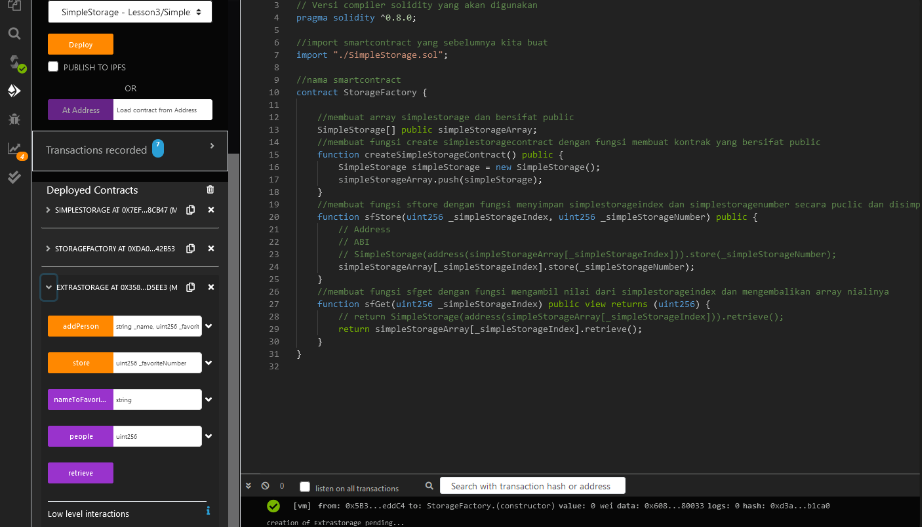 SimpleStorage - Lesson3/Simple
Deploy
PUBLISH TO IPFS
OR
At Address
Load contract from Address
Transactions recorded 7
4
Deployed Contracts
SIMPLESTORAGE AT 0X7EF...8CB47 (M
STORAGEFACTORY AT 0XDA0...42B53
EXTRASTORAGE AT 0X358...D5EE3 (M
addPerson
string _name, uint256 _favorit
store
uint256 _favoriteNumber
nameToFavori...
string
people
uint256
retrieve
Low level interactions
3 // Versi compiler solidity yang akan digunakan
4 pragma solidity ^0.8.0;
5
6 //import smartcontract yang sebelumnya kita buat
7 import "./SimpleStorage.sol";
8
9 //nama smartcontract
10 contract StorageFactory {
11
12 //membuat array simplestorage dan bersifat public
13 SimpleStorage[] public simpleStorageArray;
14 //membuat fungsi create simplestoragecontract dengan fungsi membuat kontrak yang bersifat public
15 function createSimpleStorageContract() public {
16 SimpleStorage simpleStorage = new SimpleStorage();
17 simpleStorageArray.push(simpleStorage);
18 }
19 //membuat fungsi sftore dengan fungsi menyimpan simplestorageindex dan simplestoragenumber secara puclic dan disimp
20 function sfStore(uint256 _simpleStorageIndex, uint256 _simpleStorageNumber) public {
21 // Address
22 // ABI
23 // SimpleStorage(address(simpleStorageArray[_simpleStorageIndex])).store(_simpleStorageNumber);
24 simpleStorageArray[_simpleStorageIndex].store(_simpleStorageNumber);
25 }
26 //membuat fungsi sfget dengan fungsi mengambil nilai dari simplestorageindex dan mengembalikan array nialinya
27 function sfGet(uint256 _simpleStorageIndex) public view returns (uint256) {
28 // return SimpleStorage(address(simpleStorageArray[_simpleStorageIndex])).retrieve();
29 return simpleStorageArray[_simpleStorageIndex].retrieve();
30 }
31 }
32
0
listen on all transactions
Search with transaction hash or address
[vm] from: 0x5B3...eddC4 to: StorageFactory.(constructor) value: 0 wei data: 0x608...80033 logs: 0 hash: 0xd3a...b1ca0
creation of ExtraStorage pending...